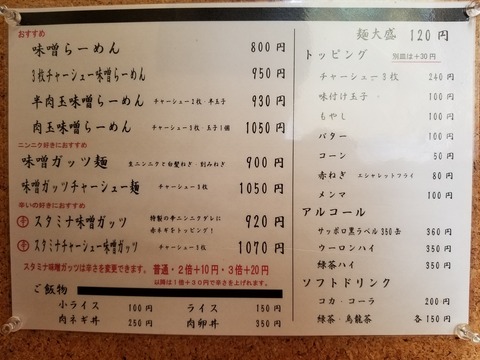 おすすめ
味噌らーめん 800円
3枚チャーシュー味噌らーめん 950円
半肉玉味噌らーめん チャーシュー2枚・半玉子 930円
肉玉味噌らーめん チャーシュー3枚 玉子1個 1050円
ニンニク好きにおすすめ
味噌ガッツ麺 生ニンニクと白髪ねぎ・刻みねぎ 900円
味噌ガッツチャーシュー麺 チャーシュー3枚 1050円
辛いの好きにおすすめ
辛 スタミナ味噌ガッツ 特製の辛ニンニクダレに赤ネギをトッピング! 920円
辛 スタミナチャーシュー味噌ガッツ チャーシュー3枚 1070円
スタミナ味噌ガッツは辛さを変更できます。 普通・2倍+10円・3倍+20円
以降は1倍+30円で辛さを上げれます。
ご飯物
小ライス 100円 ライス 150円
肉ネギ丼 250円 肉卵丼 350円
麺大盛 120円
トッピング 別皿は+30円
チャーシュー3枚 240円
味付け玉子 100円
もやし 100円
バター 100円
コーン 50円
赤ねぎ エシャレットフライ 80円
メンマ 100円
アルコール
サッポロ黒ラベル350缶 360円
ウーロンハイ 350円
緑茶ハイ 350円
ソフトドリンク
コカ・コーラ 200円
緑茶・烏龍茶 各150円